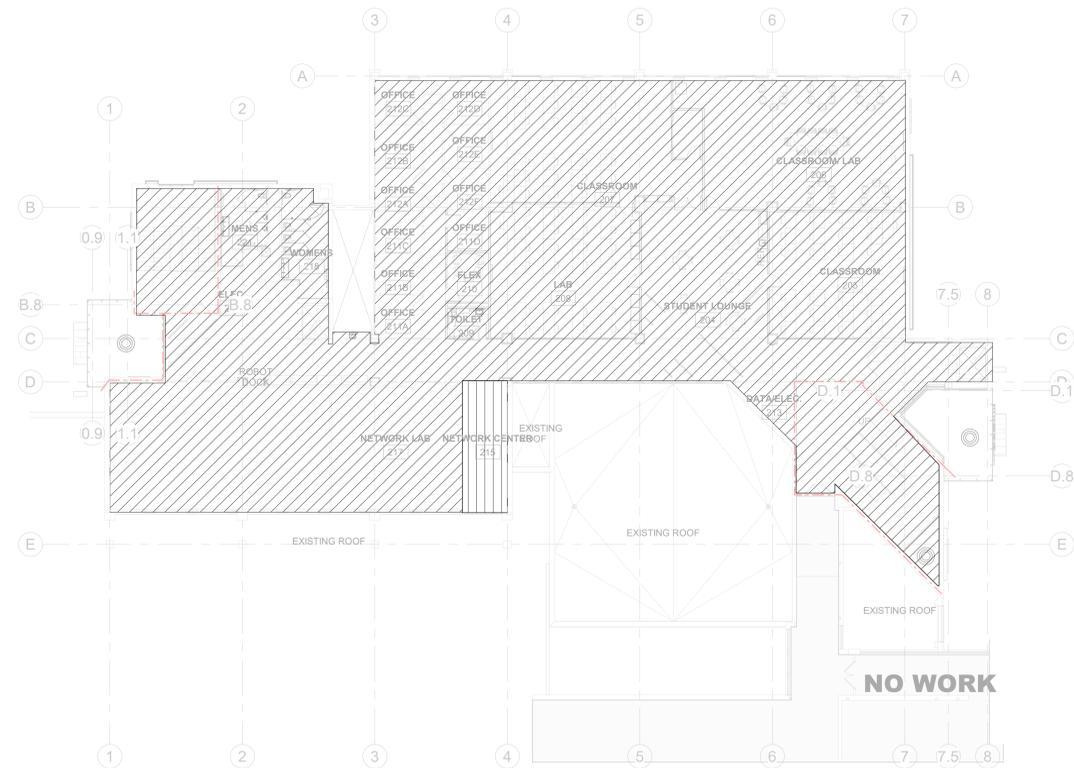 3 4 5 6 7
A A
1 2
OFFICE OFFICE
212C 212D
OFFICE OFFICE
212B 212E
CLASSROOM/ LAB
206
CLASSROOM
207
OFFICE OFFICE
212A 212F
B B
MENS
221
OFFICE OFFICE
211C 211D
0.9 1.1
WOMENS
218
OFFICE FLEX
211B 210
CLASSROOM
205
LAB
208
ELEC
B.8 B.8
7.5 8
STUDENT LOUNGE
204
OFFICE TOILET
211A 209
C C
ROBOT
DOCK
D D
D.1 D.1
DATA/ELEC.
213
UP
0.9 1.1
EXISTING
ROOF
NETWORK LAB NETWORK CENTER
217 215
D.8 D.8
EXISTING ROOF
EXISTING ROOF
E E
EXISTING ROOF
NO WORK
1 2 3 4 5 6 7 7.5 8